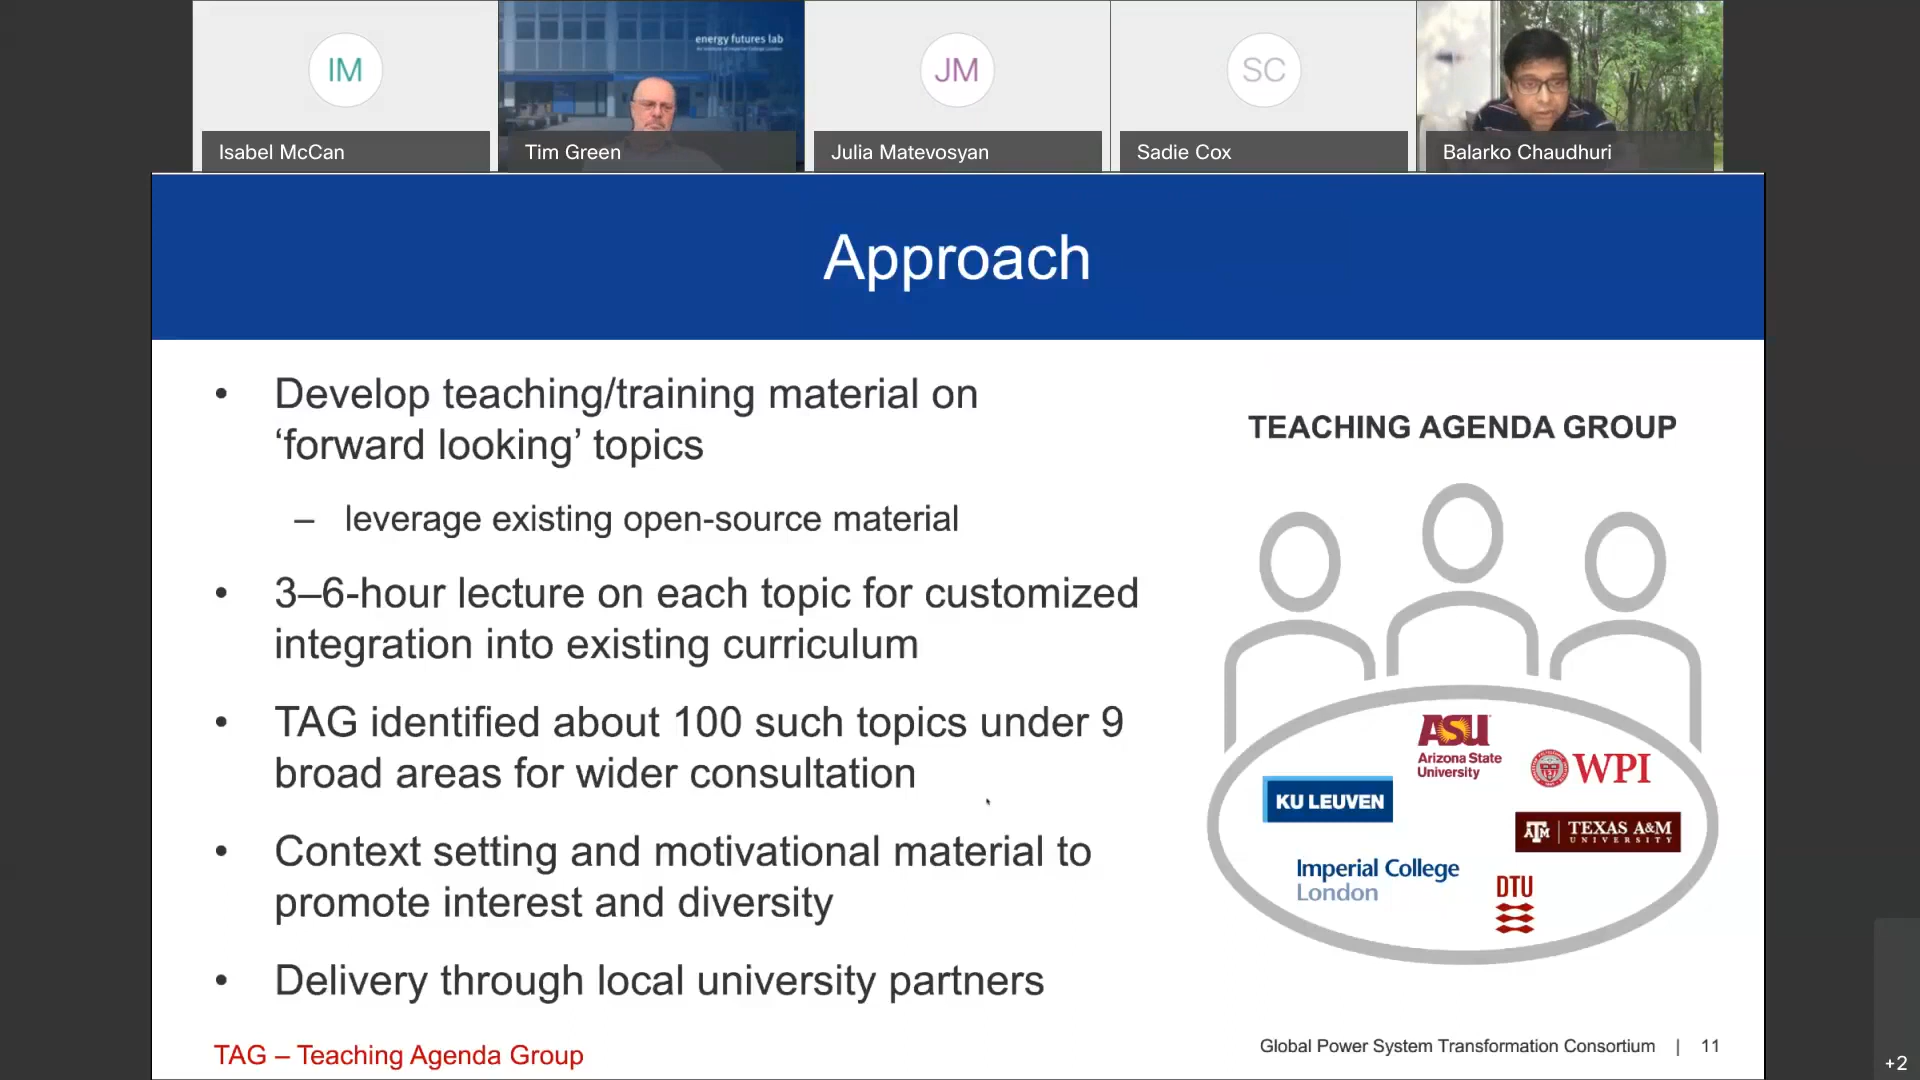 IM
energy futures lab
JM
SC
Isabel McCan
Tim Green
Julia Matevosyan
Sadie Cox
Balarko Chaudhuri
Approach
• Develop teaching/training material on
‘forward looking’ topics
– leverage existing open-source material
• 3–6-hour lecture on each topic for customized
integration into existing curriculum
• TAG identified about 100 such topics under 9
broad areas for wider consultation
• Context setting and motivational material to
promote interest and diversity
• Delivery through local university partners
TAG – Teaching Agenda Group
TEACHING AGENDA GROUP
ASU
Arizona State
University
WPI
KU LEUVEN
ATM | TEXAS A&M
UNIVERSITY
Imperial College
London
DTU
Global Power System Transformation Consortium | 11
+2